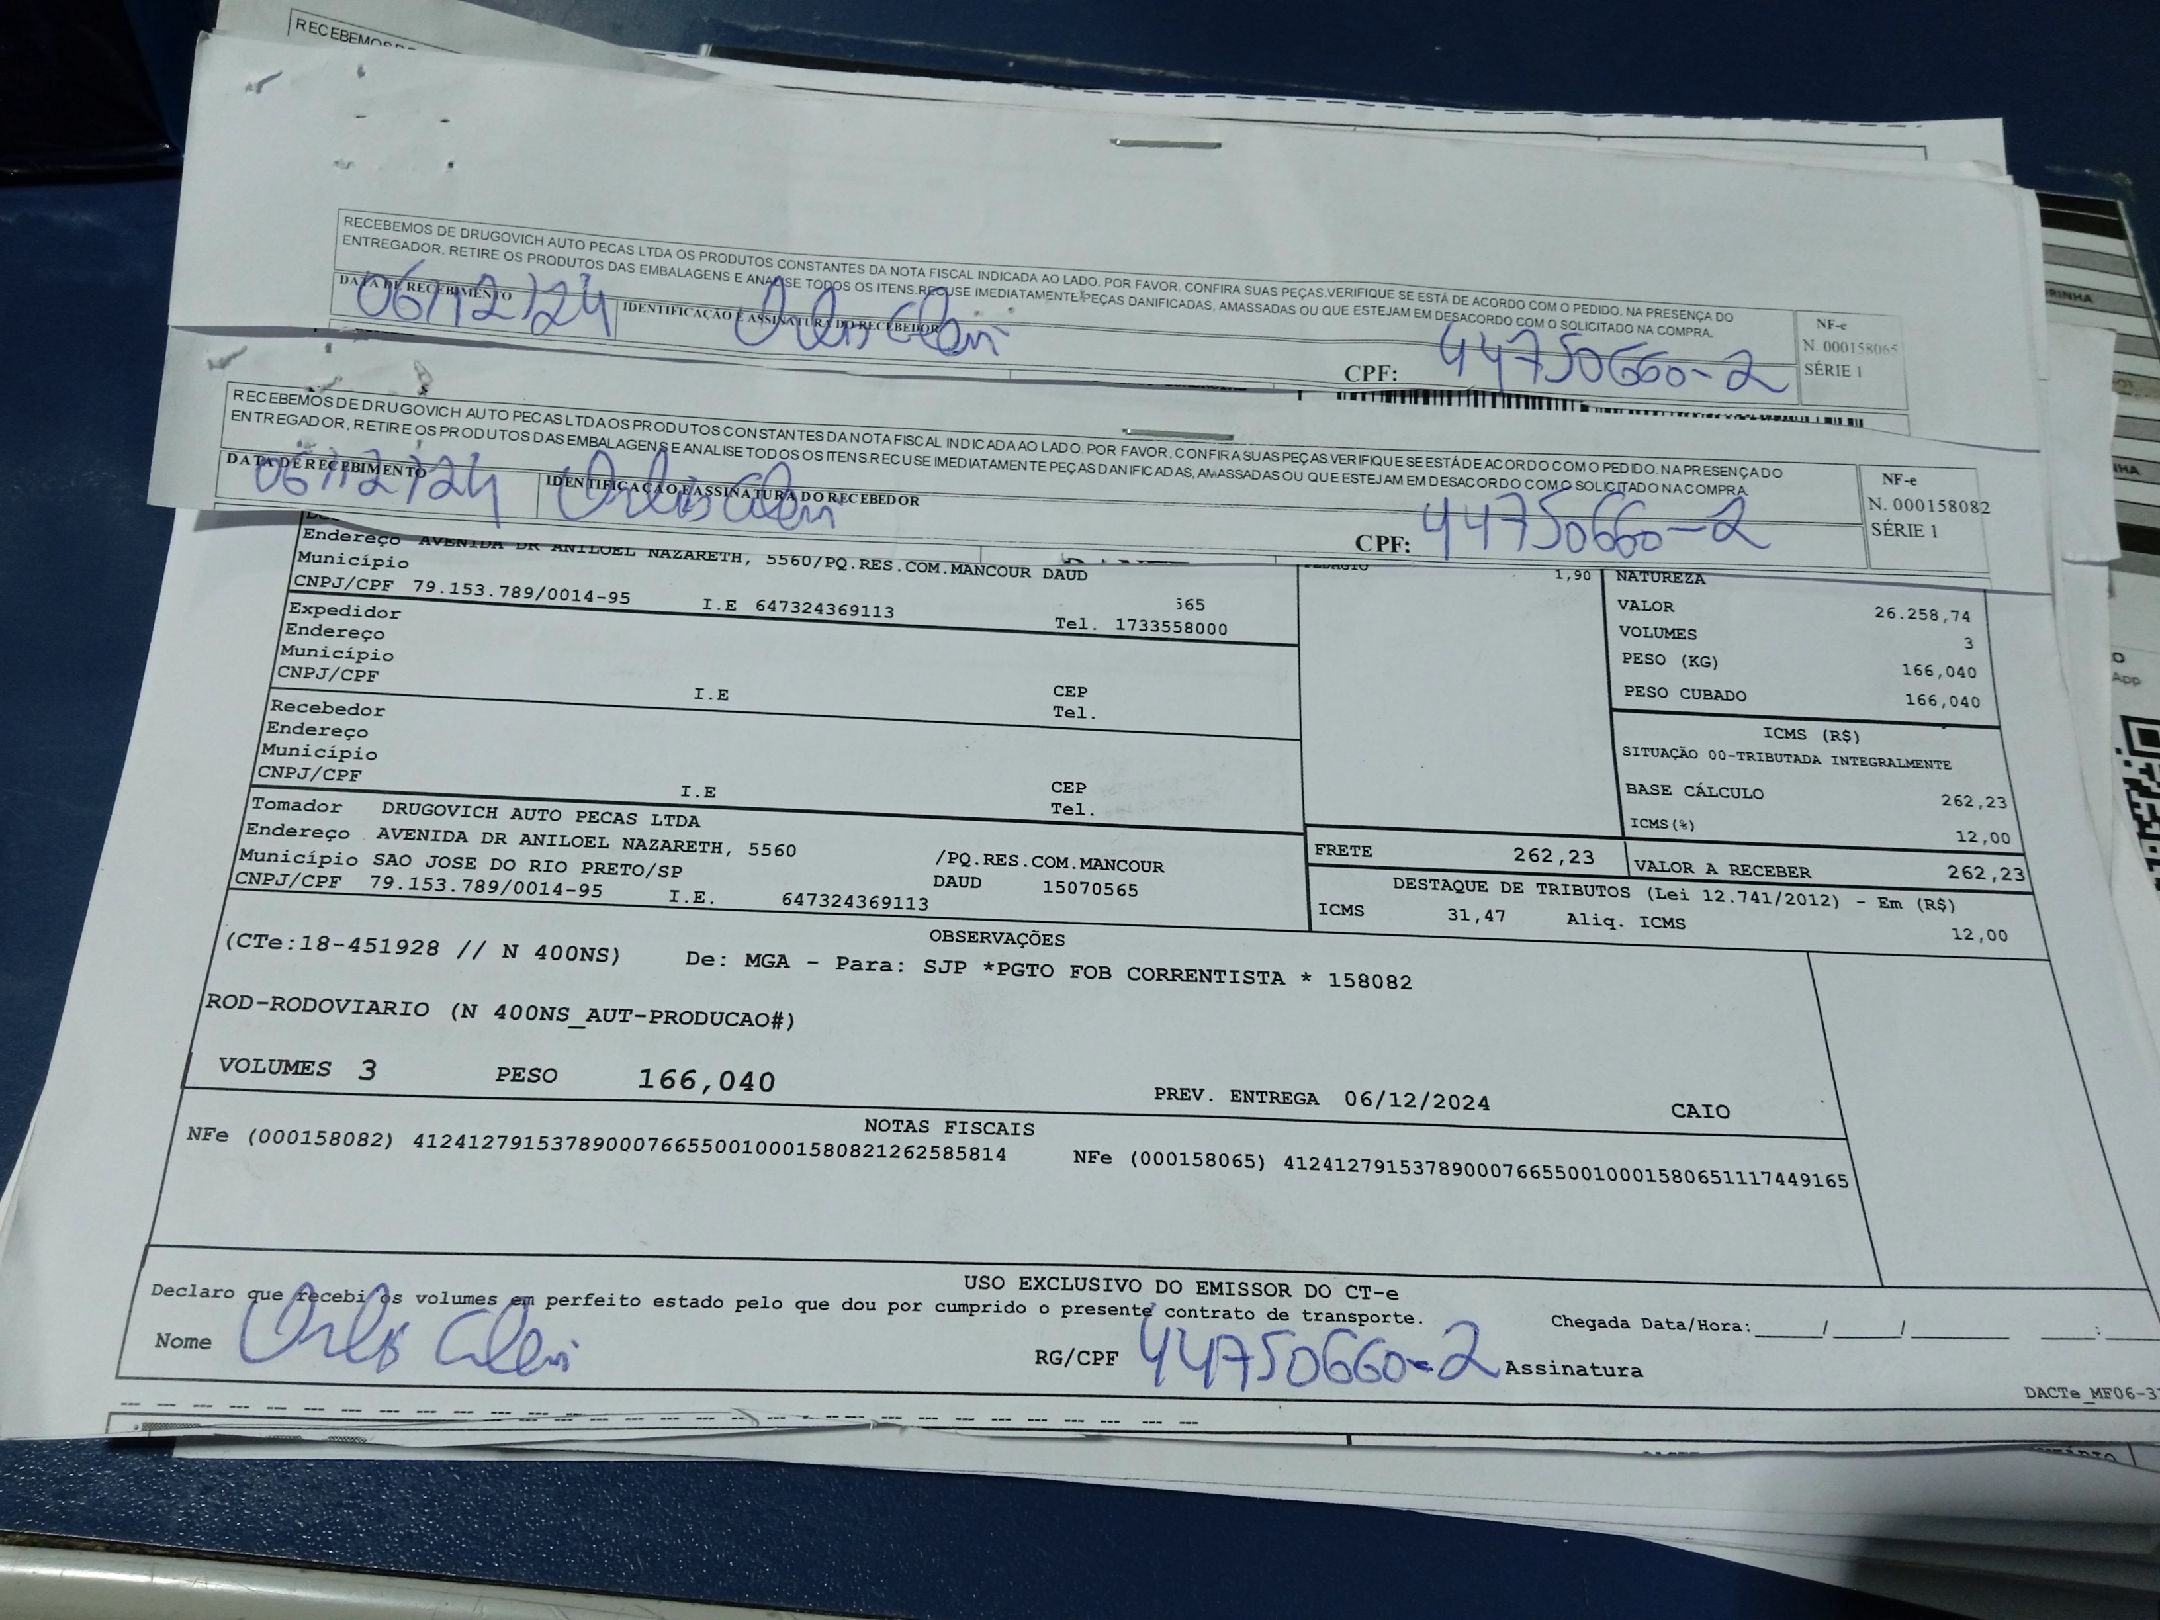 RECEBEMOS DE
RECEBEMOS DE DRUGOVICH AUTO PECAS LTDA OS PRODUTOS CONSTANTES DA NOTA FISCAL INDICADA AO LADO. POR FAVOR, CONFIRA SUAS PEÇAS.VERIFIQUE SE ESTÁ DE ACORDO COM O PEDIDO. NA PRESENÇA DO
ENTREGADOR, RETIRE OS PRODUTOS DAS EMBALAGENS E ANALISE TODOS OS ITENS.RECUSE IMEDIATAMENTE PEÇAS DANIFICADAS, AMASSADAS OU QUE ESTEJAM EM DESACORDO COM O SOLICITADO NA COMPRA.
DATA DE RECEBIMENTO
06/12/24
IDENTIFICAÇÃO E ASSINATURA DO RECEBEDOR
CPF: 44750660-2
NF-e
N. 000158065
SÉRIE 1
RECEBEMOS DE DRUGOVICH AUTO PECAS LTDA OS PRODUTOS CONSTANTES DA NOTA FISCAL INDICADA AO LADO. POR FAVOR, CONFIRA SUAS PEÇAS.VERIFIQUE SE ESTÁ DE ACORDO COM O PEDIDO. NA PRESENÇA DO
ENTREGADOR, RETIRE OS PRODUTOS DAS EMBALAGENS E ANALISE TODOS OS ITENS.RECUSE IMEDIATAMENTE PEÇAS DANIFICADAS, AMASSADAS OU QUE ESTEJAM EM DESACORDO COM O SOLICITADO NA COMPRA.
DATA DE RECEBIMENTO
06/12/24
IDENTIFICAÇÃO E ASSINATURA DO RECEBEDOR
CPF: 44750660-2
NF-e
N. 000158082
SÉRIE 1
Endereço AVENIDA DR ANILOEL NAZARETH, 5560/PQ.RES.COM.MANCOUR DAUD
Município 565
CNPJ/CPF 79.153.789/0014-95 I.E 647324369113 Tel. 1733558000
Expedidor
Endereço
Município
CNPJ/CPF I.E CEP
Tel.
Recebedor
Endereço
Município
CNPJ/CPF I.E CEP
Tel.
Tomador DRUGOVICH AUTO PECAS LTDA
Endereço AVENIDA DR ANILOEL NAZARETH, 5560 /PQ.RES.COM.MANCOUR
Município SAO JOSE DO RIO PRETO/SP DAUD 15070565
CNPJ/CPF 79.153.789/0014-95 I.E. 647324369113
PEDAGIO 1,90
NATUREZA
VALOR 26.258,74
VOLUMES 3
PESO (KG) 166,040
PESO CUBADO 166,040
ICMS (R$)
SITUAÇÃO 00-TRIBUTADA INTEGRALMENTE
BASE CÁLCULO 262,23
ICMS(%) 12,00
FRETE 262,23 VALOR A RECEBER 262,23
DESTAQUE DE TRIBUTOS (Lei 12.741/2012) - Em (R$)
ICMS 31,47 Aliq. ICMS 12,00
OBSERVAÇÕES
(CTe:18-451928 // N 400NS) De: MGA - Para: SJP *PGTO FOB CORRENTISTA * 158082
ROD-RODOVIARIO (N 400NS_AUT-PRODUCAO#)
VOLUMES 3 PESO 166,040 PREV. ENTREGA 06/12/2024 CAIO
NOTAS FISCAIS
NFe (000158082) 41241279153789000766550010001580821262585814 NFe (000158065) 41241279153789000766550010001580651117449165
USO EXCLUSIVO DO EMISSOR DO CT-e
Declaro que recebi os volumes em perfeito estado pelo que dou por cumprido o presente contrato de transporte.
Chegada Data/Hora:_____/_____/_______ ___:___
Nome RG/CPF 44750660-2 Assinatura
DACTe_MF06-3